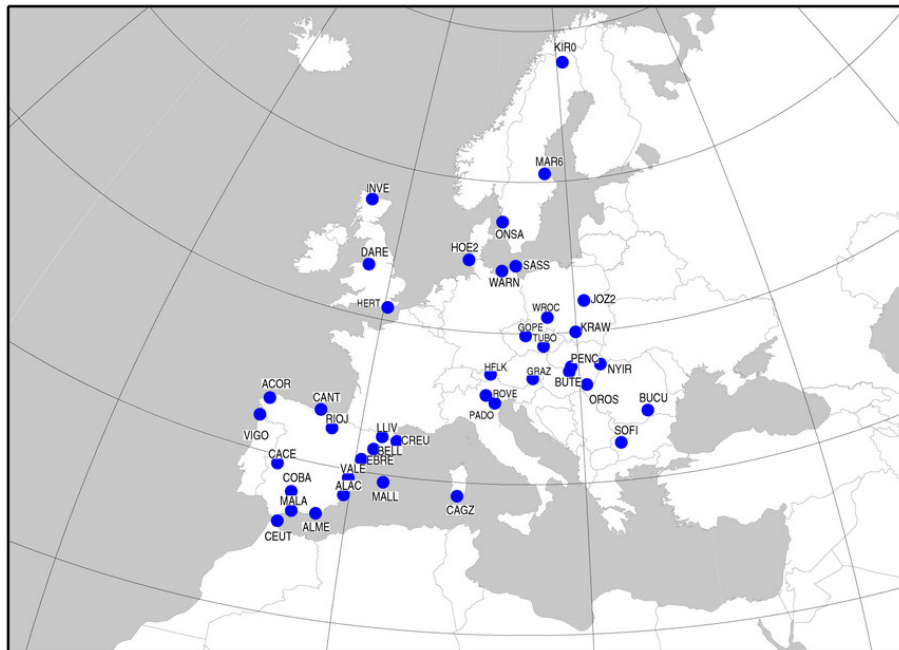 KIR0
MAR6
INVE
ONSA
HOE2
DARE
SASS
WARN
HERT
JOZ2
WROC
KRAW
GOPE
TUBO
PENC
HFLK
NYIR
GRAZ
BUTE
OROS
ACOR
CANT
ROVE
BUCU
PADO
RIOJ
VIGO
LLIV
SOFI
CREU
BELL
CACE
EBRE
VALE
COBA
ALAC
MALL
MALA
CAGZ
ALME
CEUT